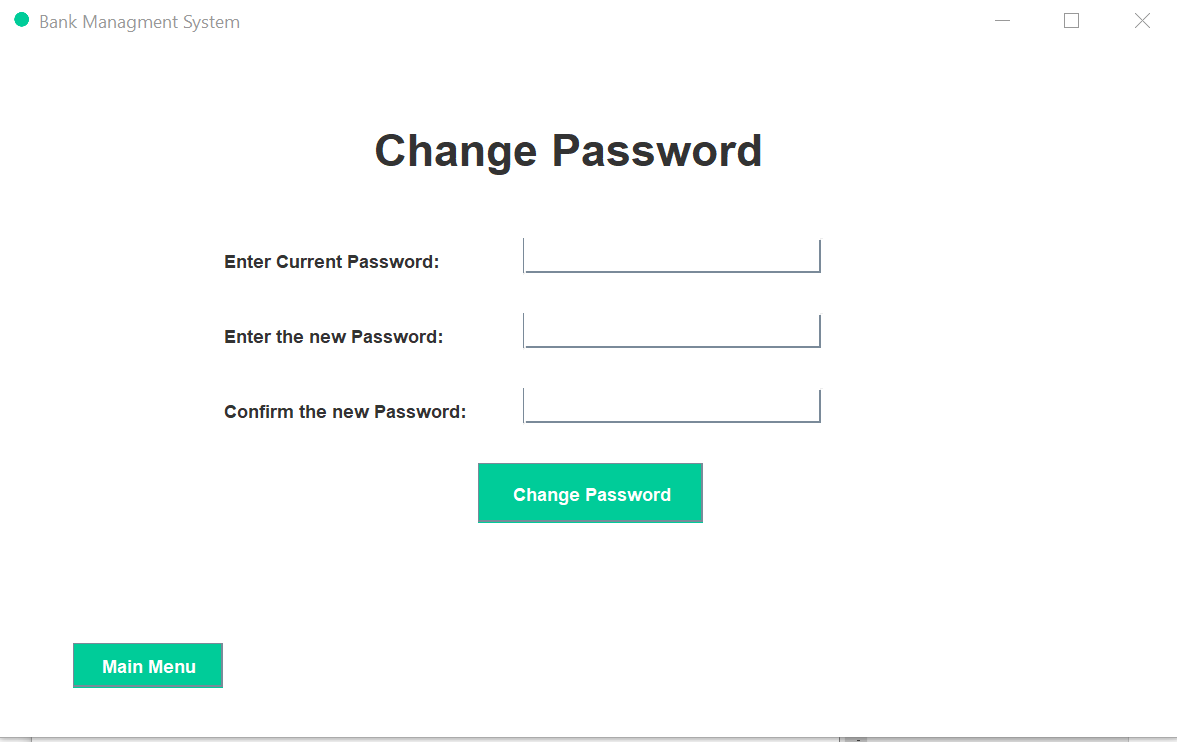 Bank Managment System
Change Password
Enter Current Password:
Enter the new Password:
Confirm the new Password:
Change Password
Main Menu